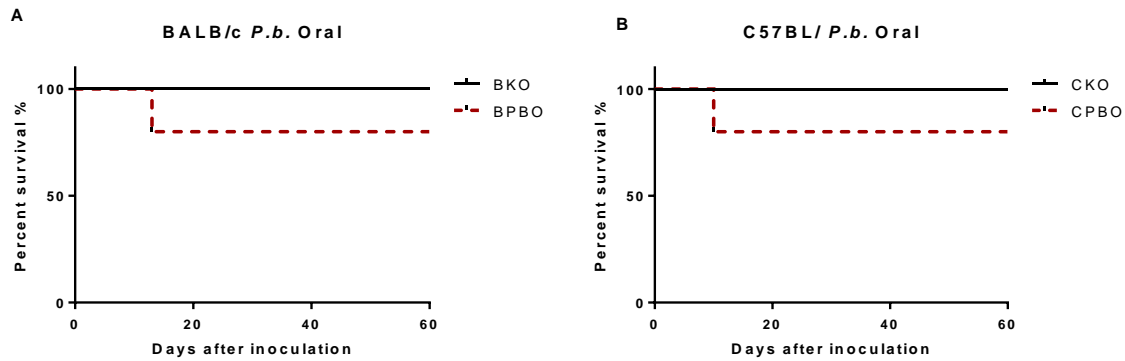 A
BALB/c P.b. Oral
Percent survival %
100
50
0
0 20 40 60
Days after inoculation
BKO
BPBO
B
C57BL/ P.b. Oral
Percent survival %
100
50
0
0 20 40 60
Days after inoculation
CKO
CPBO